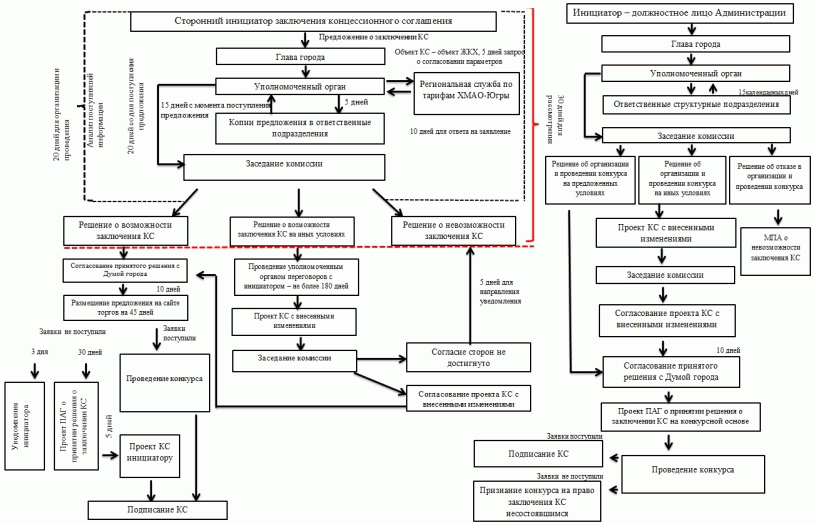 Сторонний инициатор заключения концессионного соглашения
Предложение о заключении КС
Глава города
Объект КС – объект ЖКХ, 5 дней запрос
о согласовании параметров
Уполномоченный орган
Региональная служба по
тарифам ХМАО-Югры
15 дней с момента поступления
предложения
5 дней
Копии предложения в ответственные
подразделения
10 дней для ответа на заявление
Заседание комиссии
20 дней для организации и
проведения
Анализ поступившей
информации
20 дней со дня поступления
предложения
30 дней для
рассмотрения
Решение о возможности
заключения КС
Решение о возможности
заключения КС на иных условиях
Решение о невозможности
заключения КС
Согласование принятого решения с
Думой города
10 дней
Размещение предложения на сайте
торгов на 45 дней
Заявки не поступили
Заявки
поступили
3 дня
30 дней
Проведение конкурса
Уведомление
инициатора
Проект ПАГ о
принятии решения о
заключении КС
5 дней
Проект КС
инициатору
Подписание КС
Проведение уполномоченным
органом переговоров с
инициатором – не более 180 дней
Проект КС с внесенными
изменениями
Заседание комиссии
5 дней для
направления
уведомления
Согласие сторон не
достигнуто
Согласование проекта КС с
внесенными изменениями
Инициатор – должностное лицо Администрации
Глава города
Уполномоченный орган
15календарных дней
Ответственные структурные подразделения
Заседание комиссии
Решение об организации
и проведении конкурса
на предложенных
условиях
Решение об
организации и
проведении конкурса
на иных условиях
Решение об отказе в
организации и
проведении конкурса
Проект КС с внесенными
изменениями
МПА о
невозможности
заключения КС
Заседание комиссии
Согласование проекта КС с
внесенными изменениями
10 дней
Согласование принятого
решения с Думой города
Проект ПАГ о принятии решения о
заключении КС на конкурсной основе
Заявки поступили
Подписание КС
Проведение конкурса
Заявки не поступили
Признание конкурса на право
заключения КС
несостоявшимся